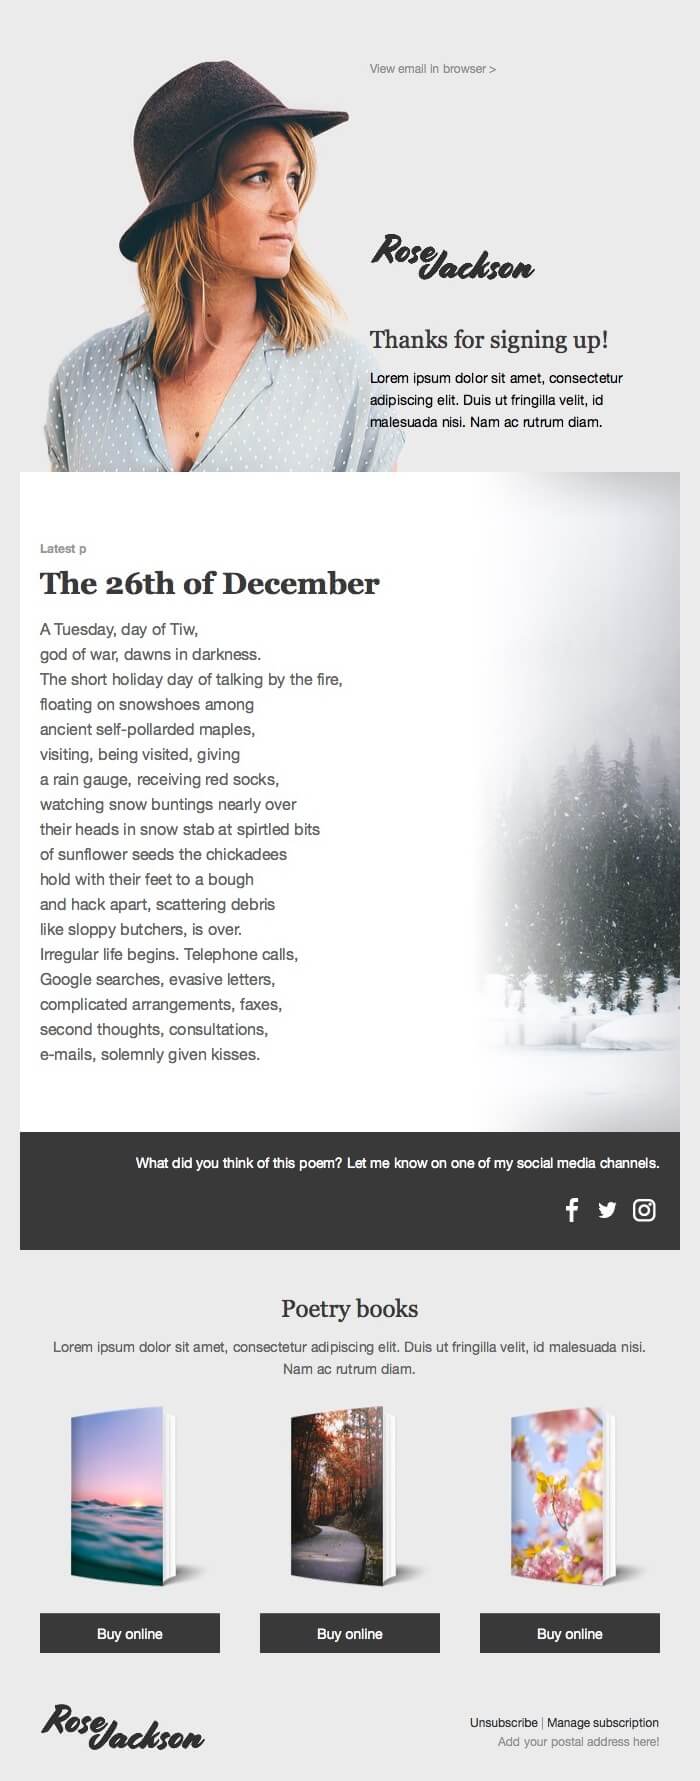 View email in browser >
Rose Jackson
Thanks for signing up!
Lorem ipsum dolor sit amet, consectetur
adipiscing elit. Duis ut fringilla velit, id
malesuada nisi. Nam ac rutrum diam.
Latest p
The 26th of December
A Tuesday, day of Tiw,
god of war, dawns in darkness.
The short holiday day of talking by the fire,
floating on snowshoes among
ancient self-pollarded maples,
visiting, being visited, giving
a rain gauge, receiving red socks,
watching snow buntings nearly over
their heads in snow stab at spirtled bits
of sunflower seeds the chickadees
hold with their feet to a bough
and hack apart, scattering debris
like sloppy butchers, is over.
Irregular life begins. Telephone calls,
Google searches, evasive letters,
complicated arrangements, faxes,
second thoughts, consultations,
e-mails, solemnly given kisses.
What did you think of this poem? Let me know on one of my social media channels.
Poetry books
Lorem ipsum dolor sit amet, consectetur adipiscing elit. Duis ut fringilla velit, id malesuada nisi.
Nam ac rutrum diam.
Buy online
Buy online
Buy online
Rose Jackson
Unsubscribe | Manage subscription
Add your postal address here!